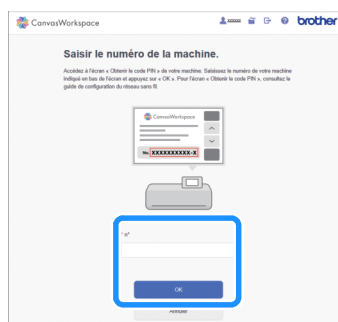 CanvasWorkspace
xxxxx
brother
Saisir le numéro de la machine.
Accédez à l'écran « Obtenir le code PIN » de votre machine. Saisissez le numéro de votre machine
indiqué en bas de l'écran et appuyez sur « OK ». Pour l'écran « Obtenir le code PIN », consultez le
guide de configuration du réseau sans fil.
CanvasWorkspace
No. XXXXXXXXXX-X
* n°
OK
Annuler